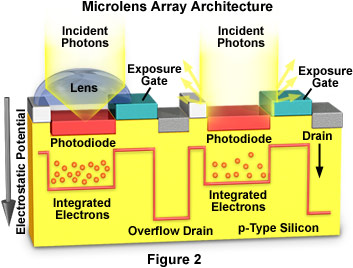 Microlens Array Architecture
Incident
Photons
Incident
Photons
Lens
Exposure
Gate
Exposure
Gate
Photodiode
Photodiode
Drain
Electrostatic Potential
Integrated
Electrons
Integrated
Electrons
Overflow Drain
p-Type Silicon
Figure 2